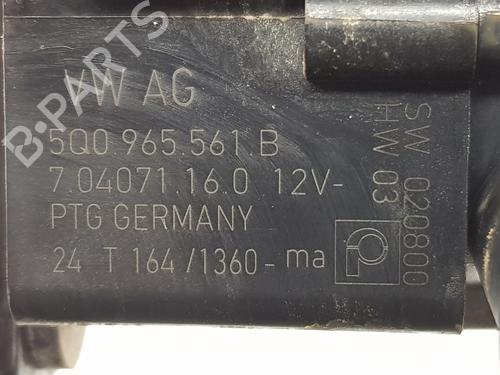 VW AG
5Q0.965.561 B
7.04071.16.0 12V-
PTG GERMANY
24 T 164/1360-ma
SW 020800
HW 03
B-PARTS